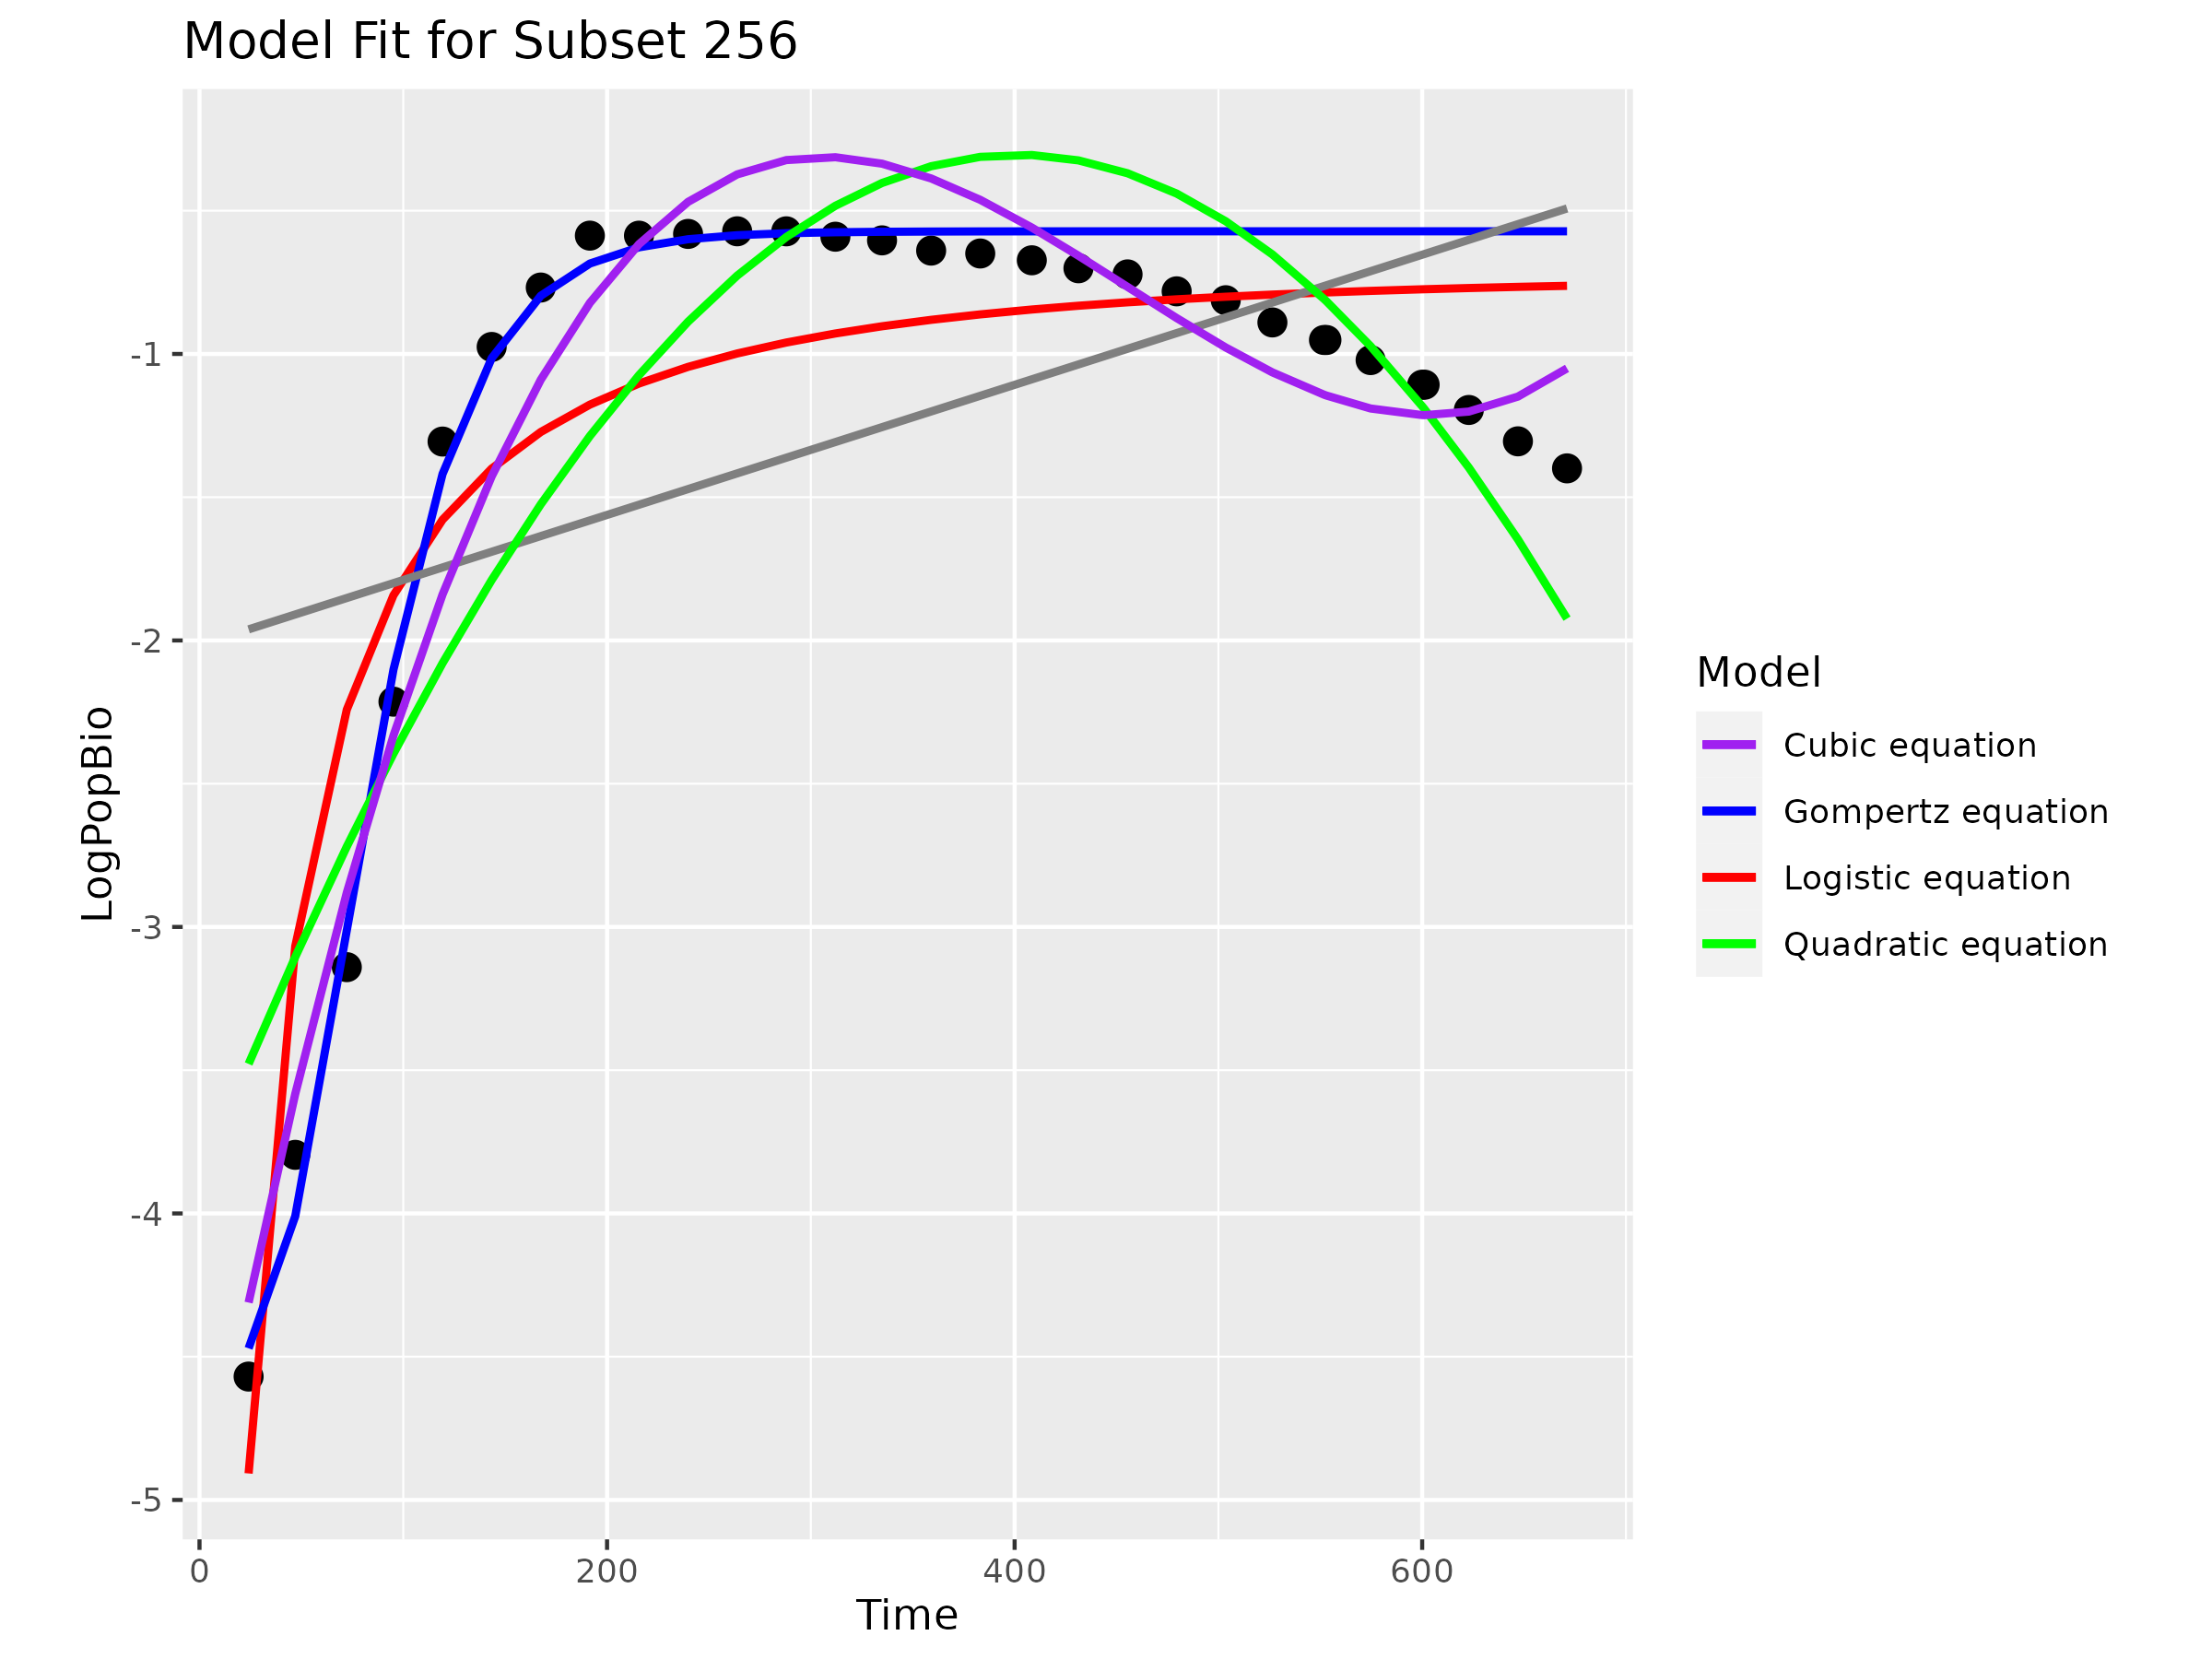 Model Fit for Subset 256
LogPopBio
-1
-2
-3
-4
-5
0 200 400 600
Time
Model
Cubic equation
Gompertz equation
Logistic equation
Quadratic equation